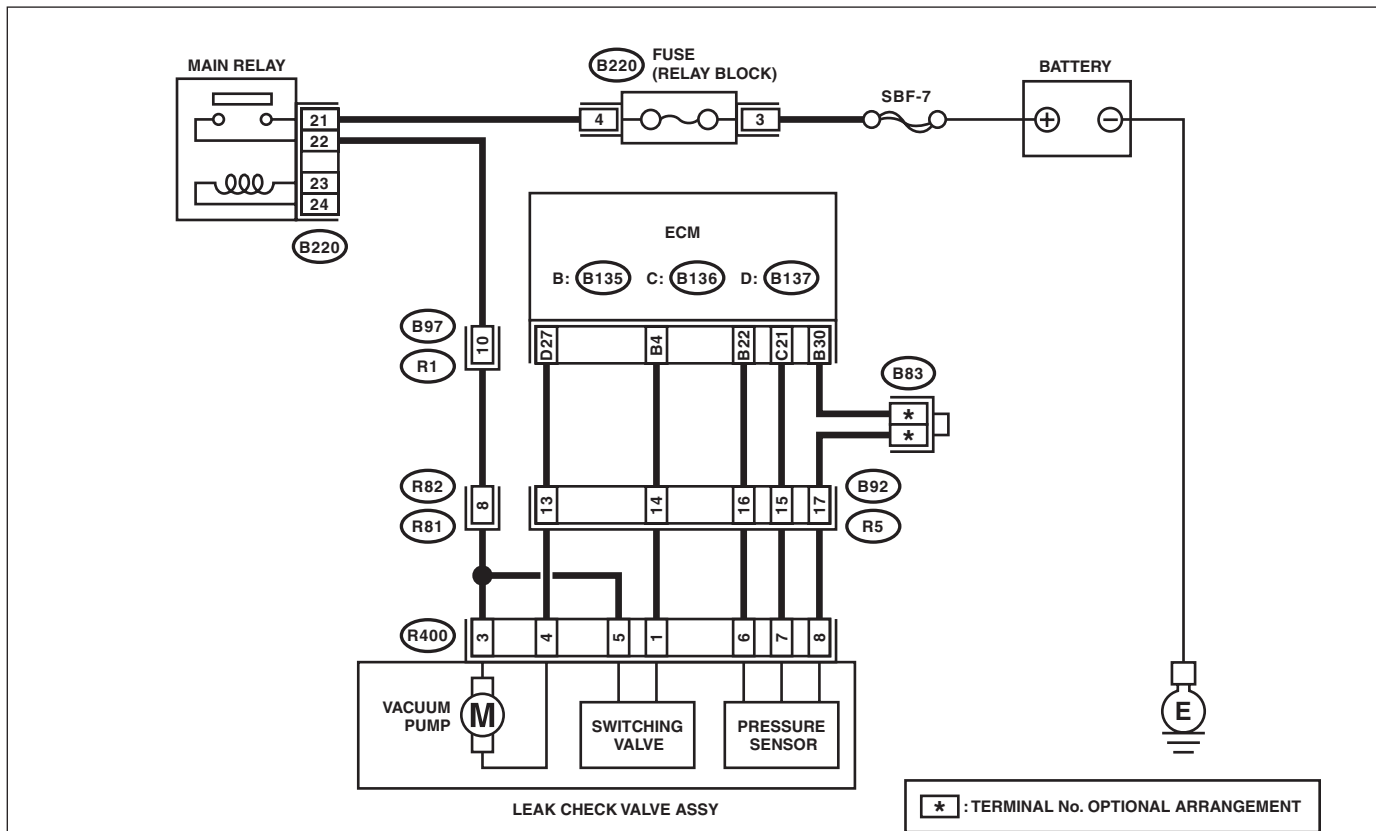 MAIN RELAY
B220
FUSE
(RELAY BLOCK)
BATTERY
SBF-7
21
22
23
24
4
3
+
−
B220
ECM
B: B135 C: B136 D: B137
B97
R1
10
D27
B4
B22
C21
B30
B83
*
*
R82
R81
8
13
14
16
15
17
B92
R5
R400
3
4
5
1
6
7
8
VACUUM
PUMP
M
SWITCHING
VALVE
PRESSURE
SENSOR
E
LEAK CHECK VALVE ASSY
* : TERMINAL No. OPTIONAL ARRANGEMENT